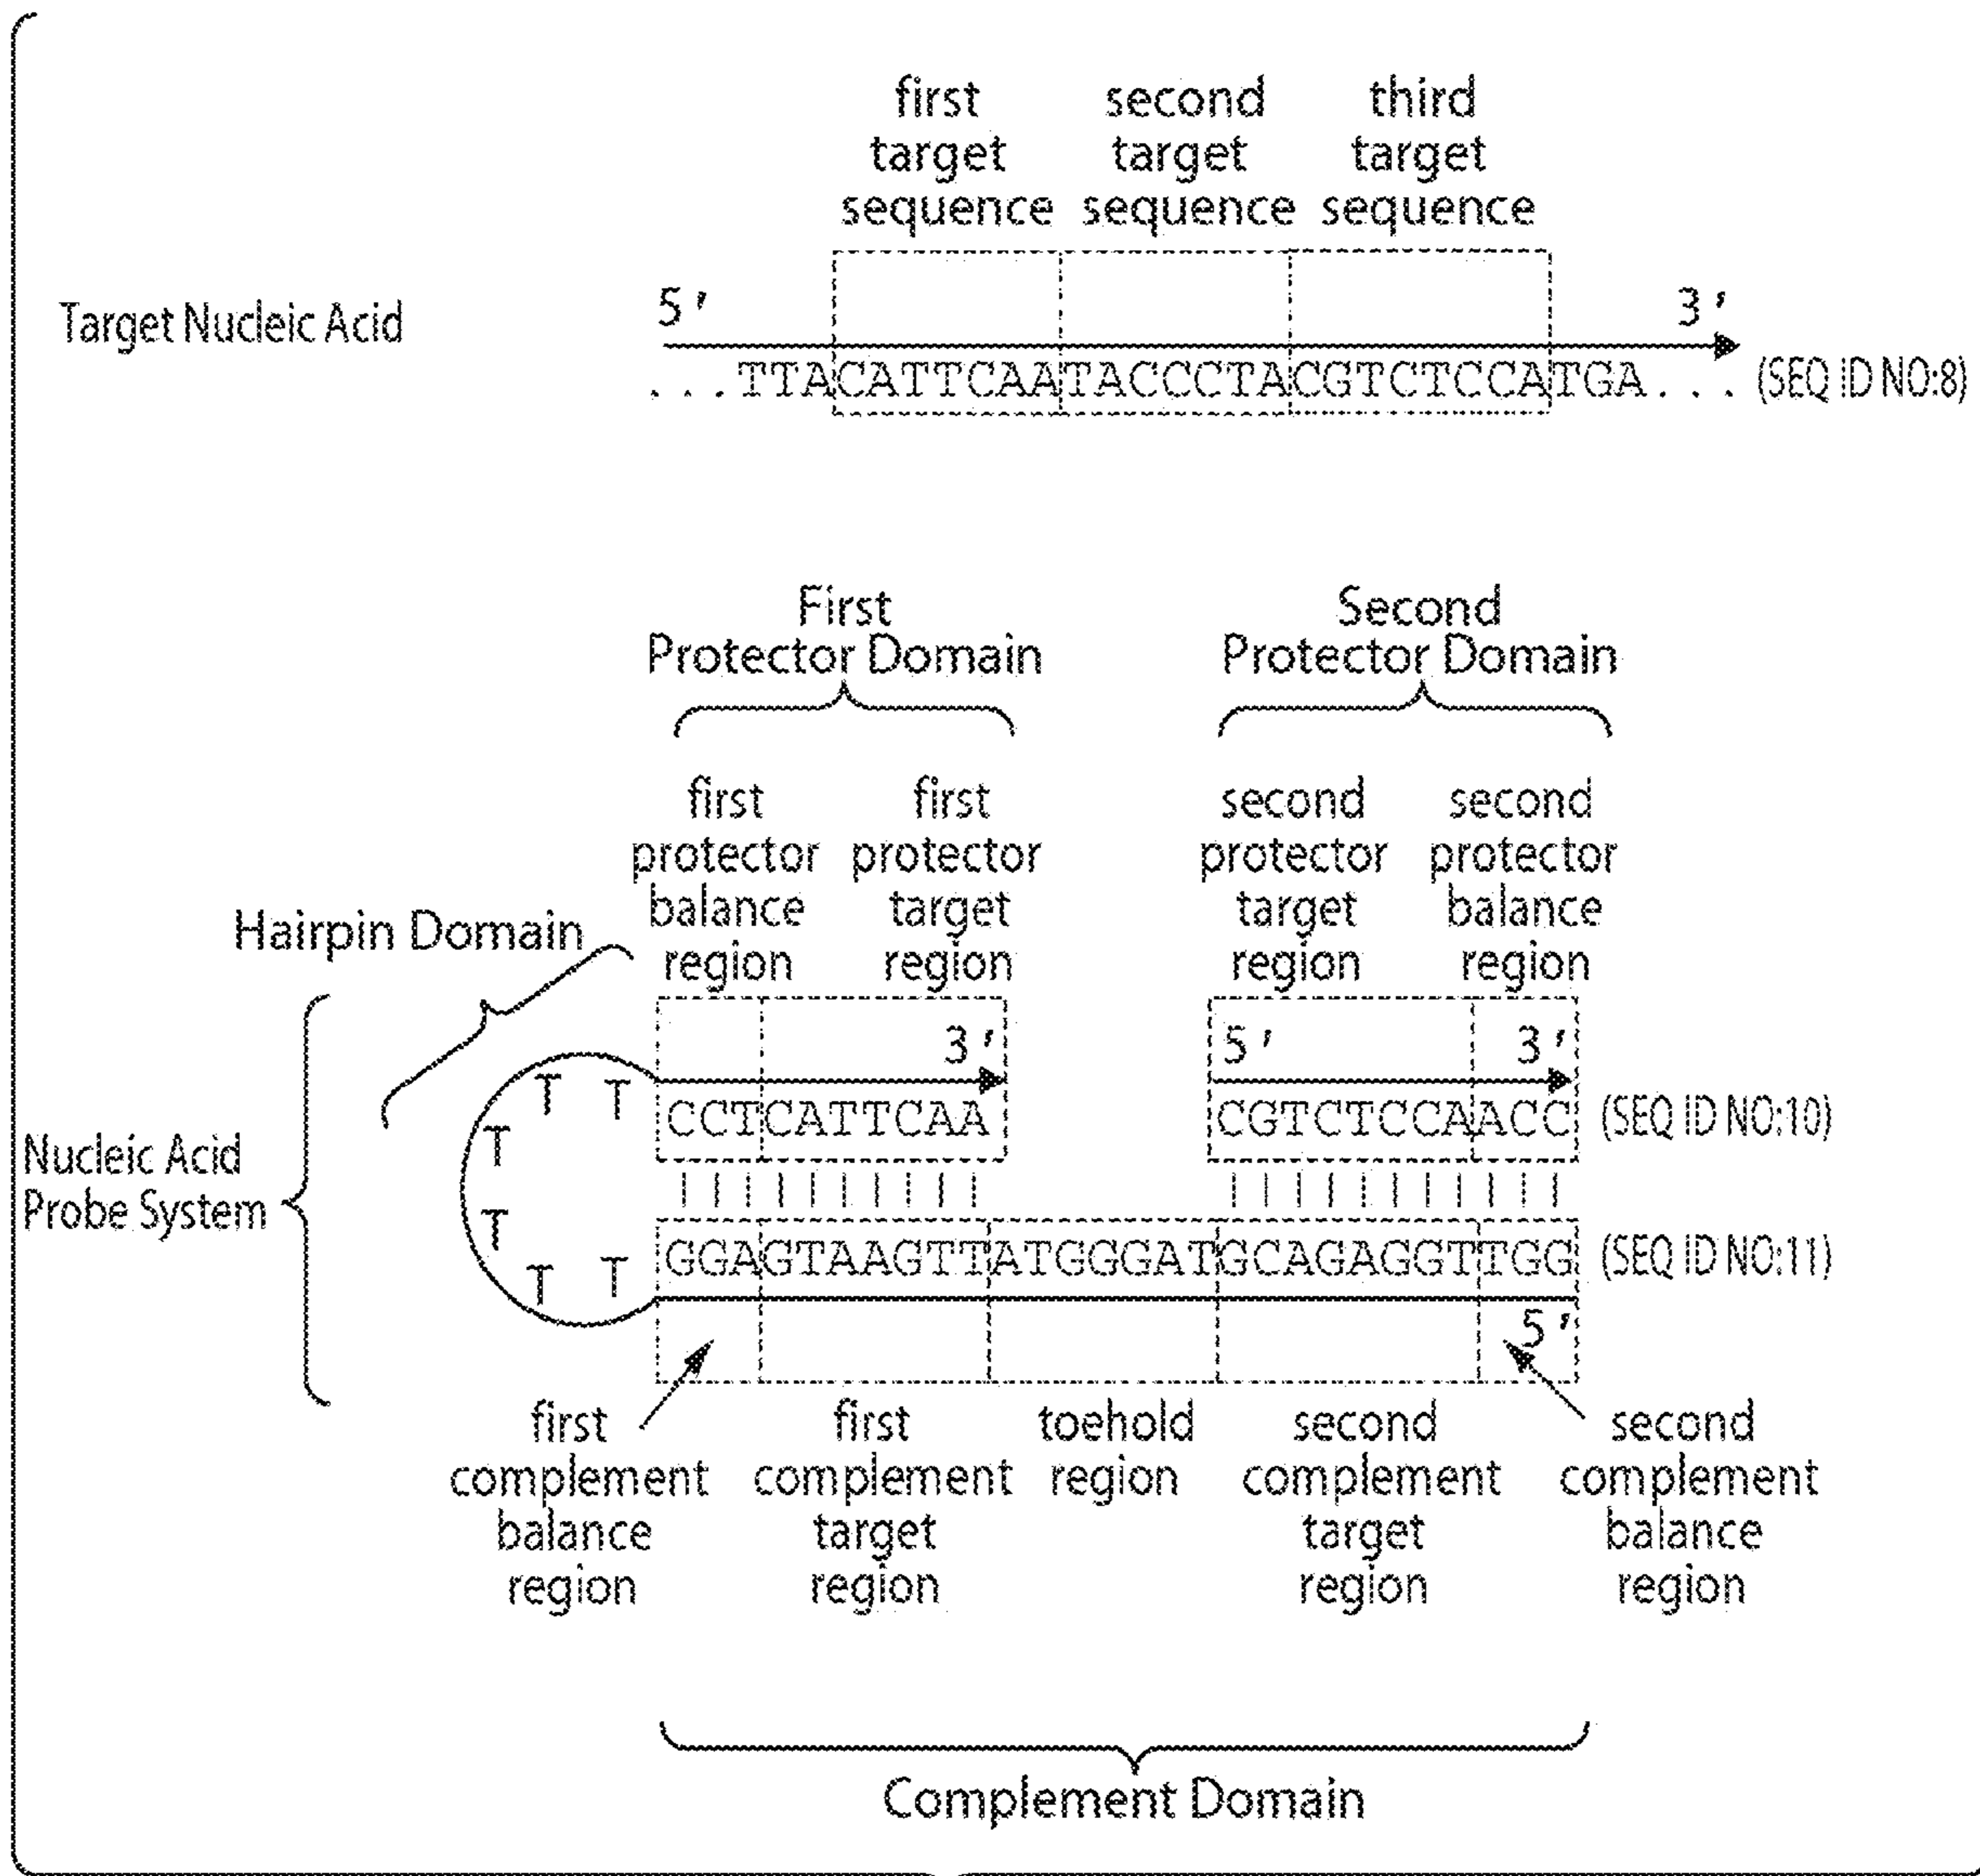 first second third
target target target
sequence sequence sequence
5' 3'
Target Nucleic Acid
...TTACATTCAATACCCTACGTCTCCATGA... (SEQ ID NO:8)
First Second
Protector Domain Protector Domain
first first second second
protector protector protector protector
balance target target balance
region region region region
Hairpin Domain
3' 5' 3'
T T
CCTCATTCAA CGTCTCCAACC (SEQ ID NO:10)
T
Nucleic Acid
Probe System
T
T T
GGAGTAAGTTATGGGATGCAGAGGTTGG (SEQ ID NO:11)
5'
first first toehold second second
complement complement region complement complement
balance target target balance
region region region region
Complement Domain